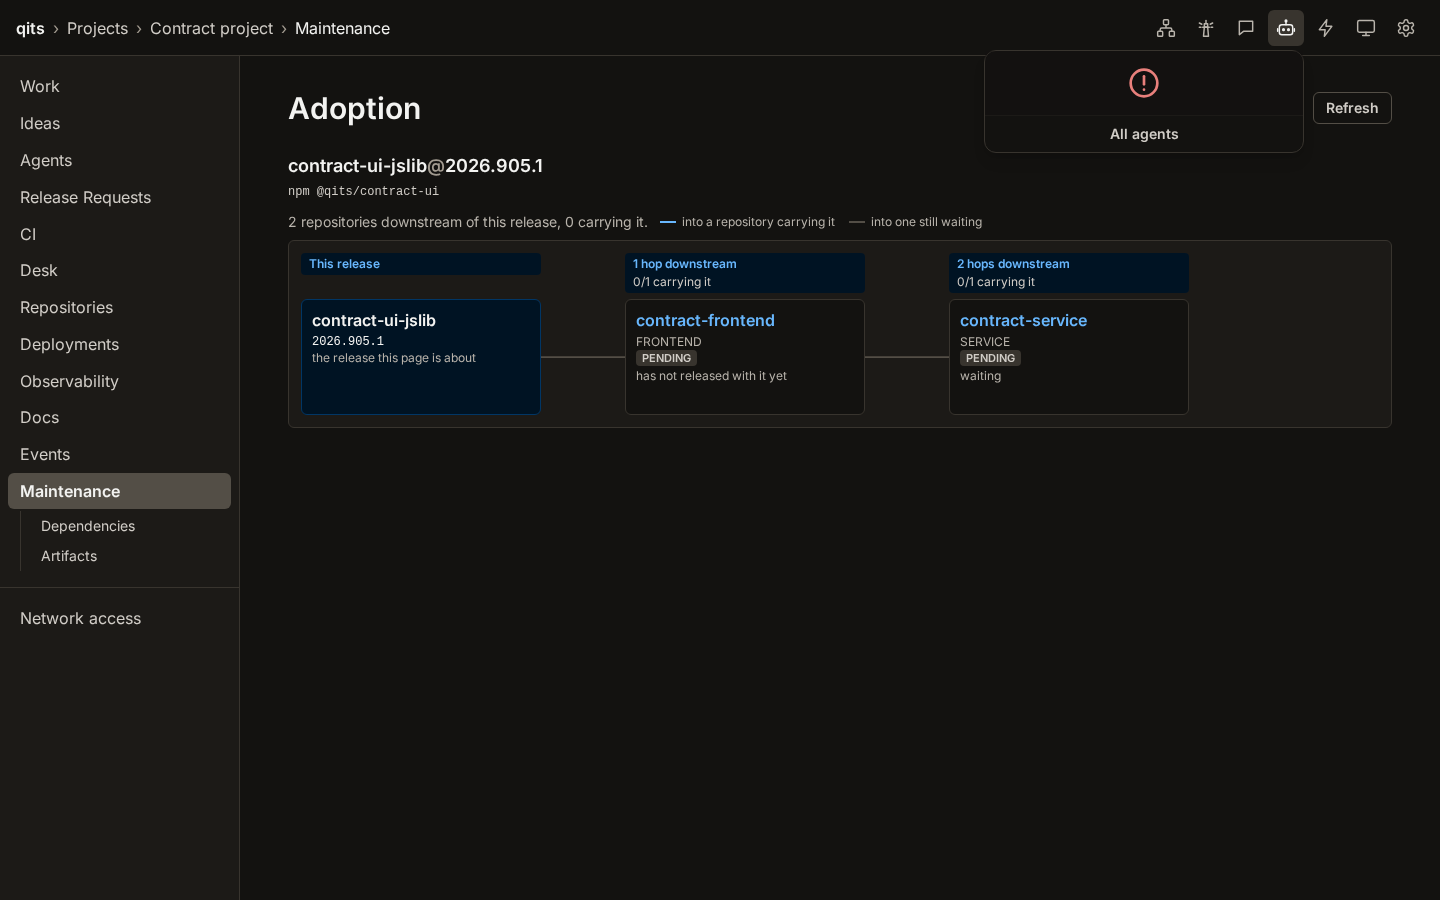 qits › Projects › Contract project › Maintenance
All agents
Work
Ideas
Agents
Release Requests
CI
Desk
Repositories
Deployments
Observability
Docs
Events
Maintenance
Dependencies
Artifacts
Network access
Adoption
Refresh
contract-ui-jslib@2026.905.1
npm @qits/contract-ui
2 repositories downstream of this release, 0 carrying it. into a repository carrying it into one still waiting
This release
contract-ui-jslib
2026.905.1
the release this page is about
1 hop downstream
0/1 carrying it
contract-frontend
FRONTEND
PENDING
has not released with it yet
2 hops downstream
0/1 carrying it
contract-service
SERVICE
PENDING
waiting